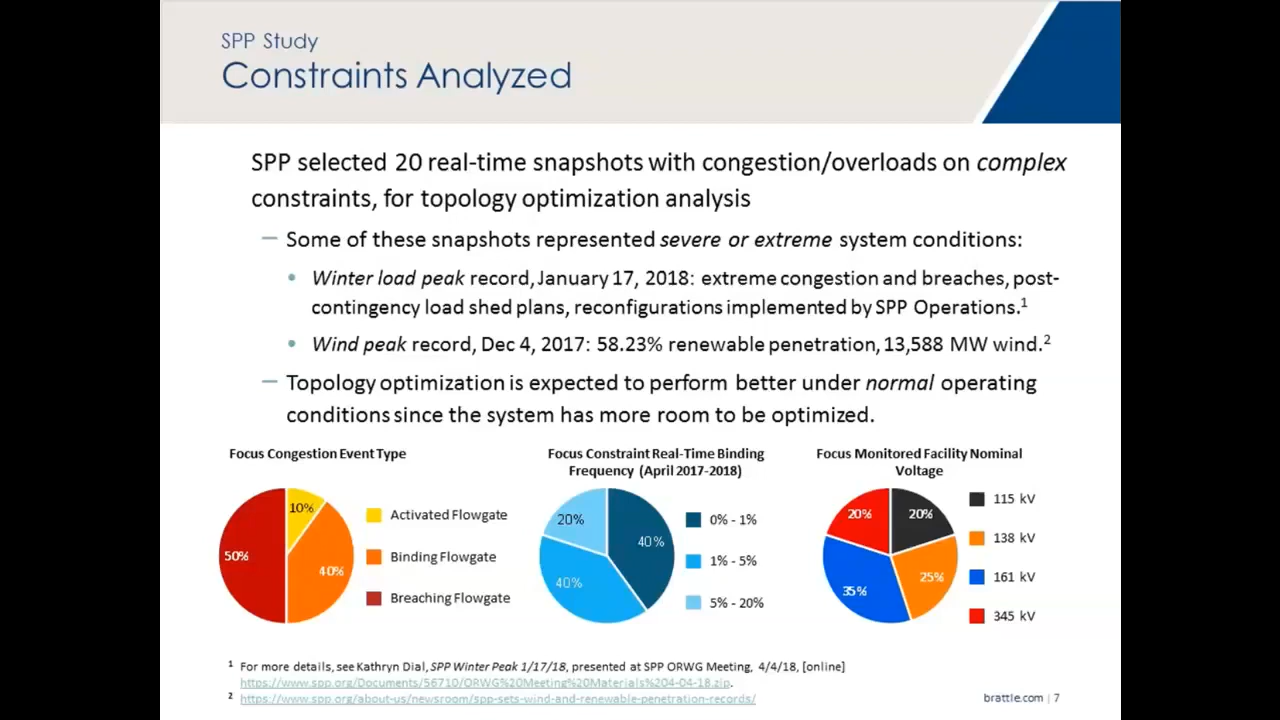 SPP Study
Constraints Analyzed
SPP selected 20 real-time snapshots with congestion/overloads on complex
constraints, for topology optimization analysis
– Some of these snapshots represented severe or extreme system conditions:
• Winter load peak record, January 17, 2018: extreme congestion and breaches, post-
contingency load shed plans, reconfigurations implemented by SPP Operations.1
• Wind peak record, Dec 4, 2017: 58.23% renewable penetration, 13,588 MW wind.2
– Topology optimization is expected to perform better under normal operating
conditions since the system has more room to be optimized.
Focus Congestion Event Type
10%
50%
40%
Activated Flowgate
Binding Flowgate
Breaching Flowgate
Focus Constraint Real-Time Binding
Frequency (April 2017-2018)
20%
40%
40%
0% - 1%
1% - 5%
5% - 20%
Focus Monitored Facility Nominal
Voltage
20%
20%
35%
25%
115 kV
138 kV
161 kV
345 kV
1 For more details, see Kathryn Dial, SPP Winter Peak 1/17/18, presented at SPP ORWG Meeting, 4/4/18, [online]
https://www.spp.org/Documents/56710/ORWG%20Meeting%20Materials%204-04-18.zip.
2 https://www.spp.org/about-us/newsroom/spp-sets-wind-and-renewable-penetration-records/
brattle.com | 7